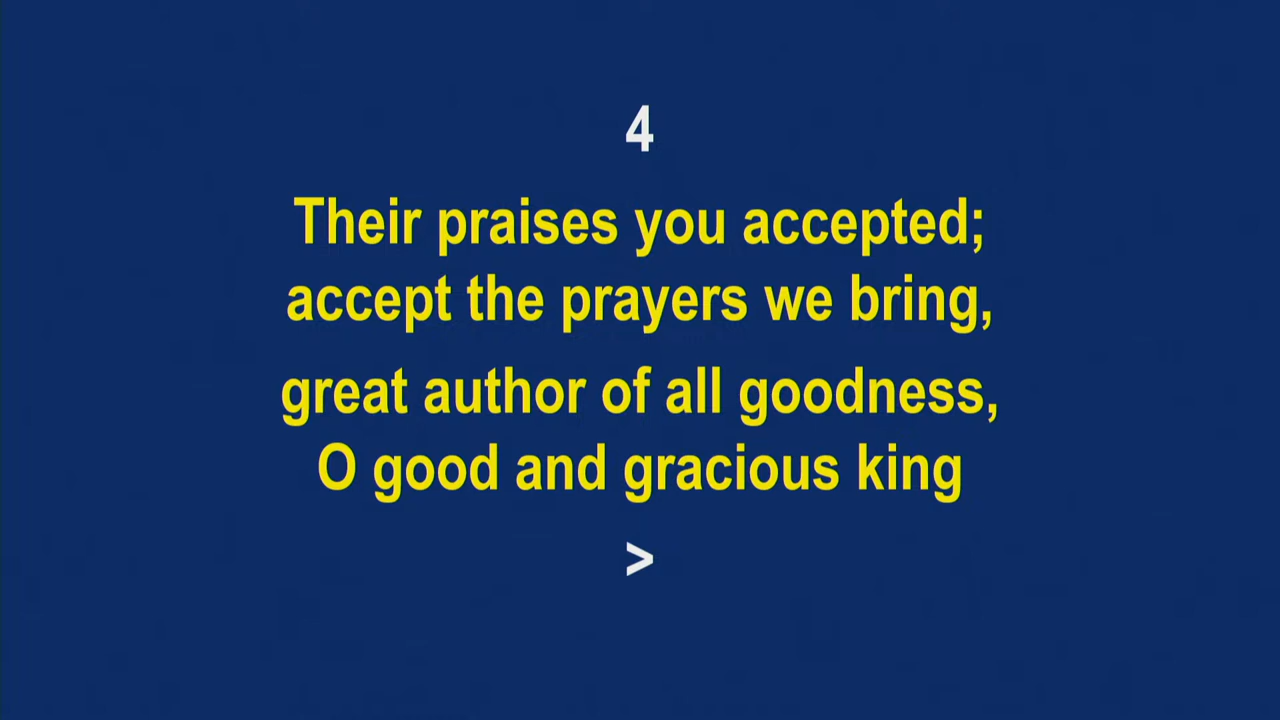 4
Their praises you accepted;
accept the prayers we bring,
great author of all goodness,
O good and gracious king
>